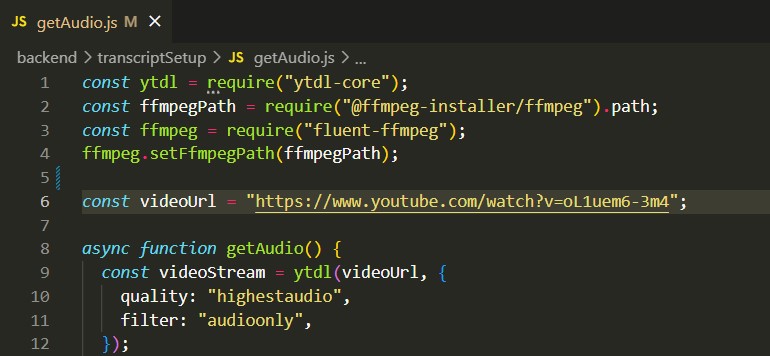 JS getAudio.js M ×
backend > transcriptSetup > JS getAudio.js > ...
1 const ytdl = require("ytdl-core");
2 const ffmpegPath = require("@ffmpeg-installer/ffmpeg").path;
3 const ffmpeg = require("fluent-ffmpeg");
4 ffmpeg.setFfmpegPath(ffmpegPath);
5
6 const videoUrl = "https://www.youtube.com/watch?v=oL1uem6-3m4";
7
8 async function getAudio() {
9   const videoStream = ytdl(videoUrl, {
10     quality: "highestaudio",
11     filter: "audioonly",
12   });